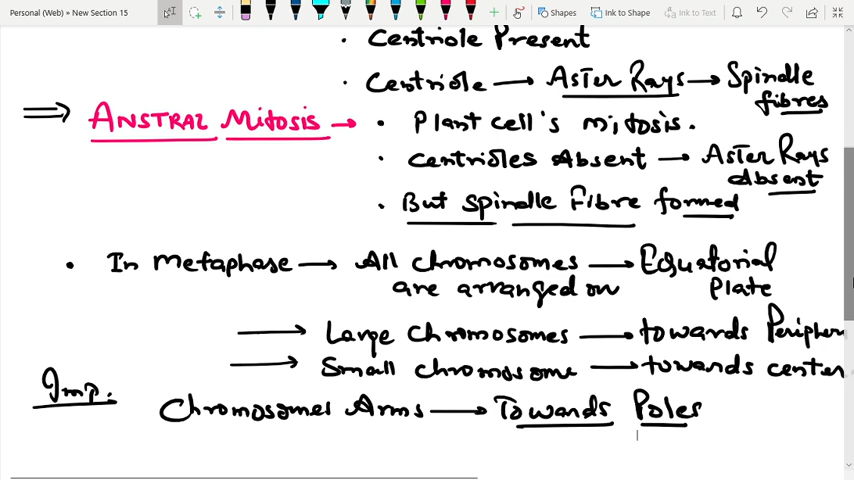 Personal (Web) » New Section 15
Shapes
Ink to Shape
Ink to Text
· Centriole Present
· Centriole → Aster Rays → Spindle
fibres
⇒ ANSTRAL Mitosis → · Plant cell's mitosis.
· Centrioles Absent → Aster Rays
absent
· But Spindle Fibre formed
· In Metaphase → All chromosomes → Equatorial
are arranged on Plate
→ Large Chromosomes → towards Peripher
→ Small chromosome → towards center
Imp.
Chromosomes Arms → Towards Poles